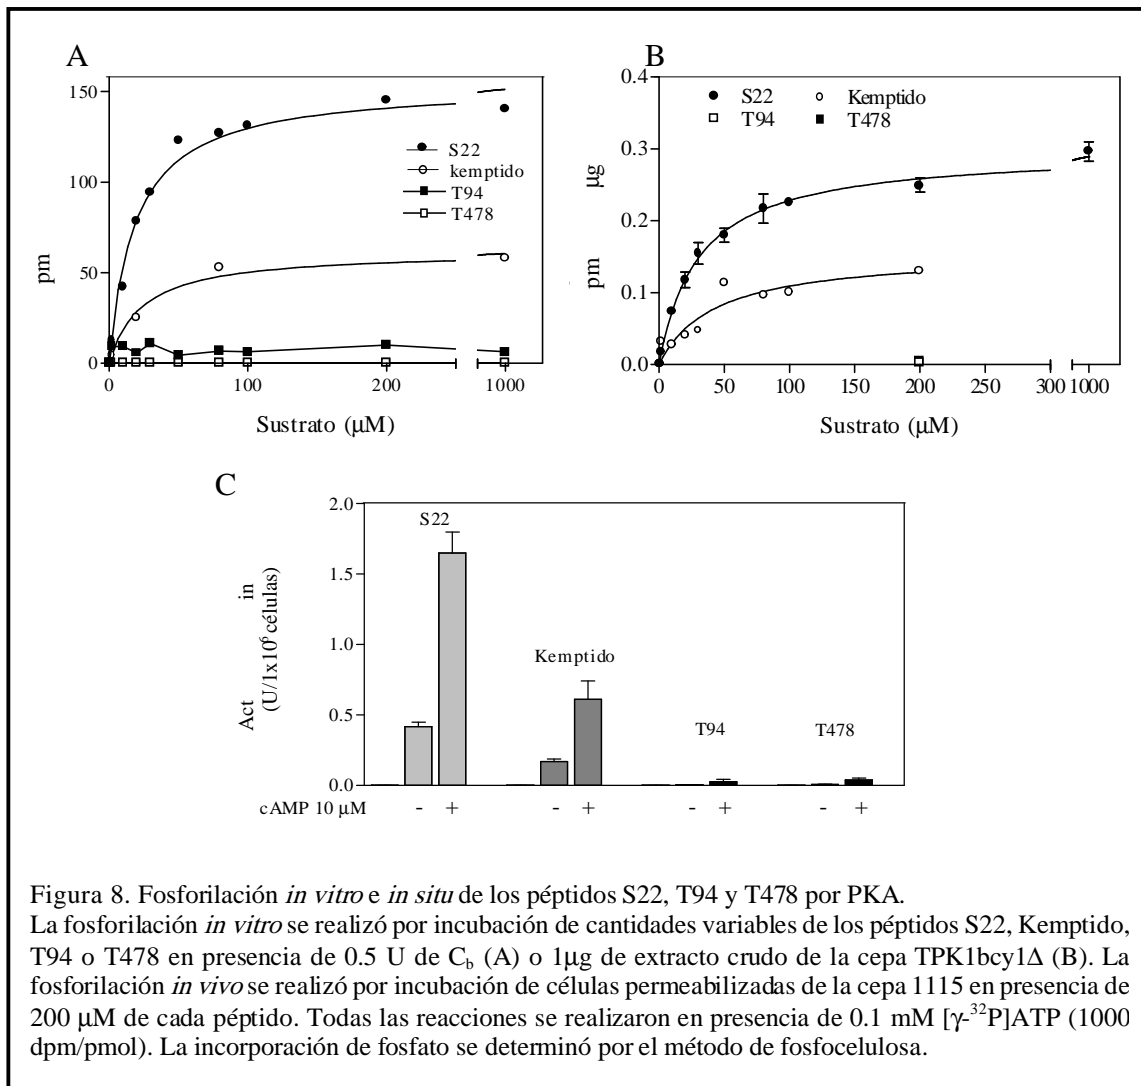 A
150
100
50
0
pm
S22
kemptido
T94
T478
0 100 200 1000
Sustrato (µM)
B
0.4
0.3
0.2
0.1
0.0
pm µg
S22 Kemptido
T94 T478
0 50 100 150 200 250 300 1000
Sustrato (µM)
C
2.0
1.5
1.0
0.5
0.0
Act in
(U/1x10⁶ células)
S22
Kemptido
T94
T478
cAMP 10 µM - + - + - + - +
Figura 8. Fosforilación in vitro e in situ de los péptidos S22, T94 y T478 por PKA.
La fosforilación in vitro se realizó por incubación de cantidades variables de los péptidos S22, Kemptido,
T94 o T478 en presencia de 0.5 U de Cb (A) o 1µg de extracto crudo de la cepa TPK1bcy1Δ (B). La
fosforilación in vivo se realizó por incubación de células permeabilizadas de la cepa 1115 en presencia de
200 µM de cada péptido. Todas las reacciones se realizaron en presencia de 0.1 mM [γ-³²P]ATP (1000
dpm/pmol). La incorporación de fosfato se determinó por el método de fosfocelulosa.